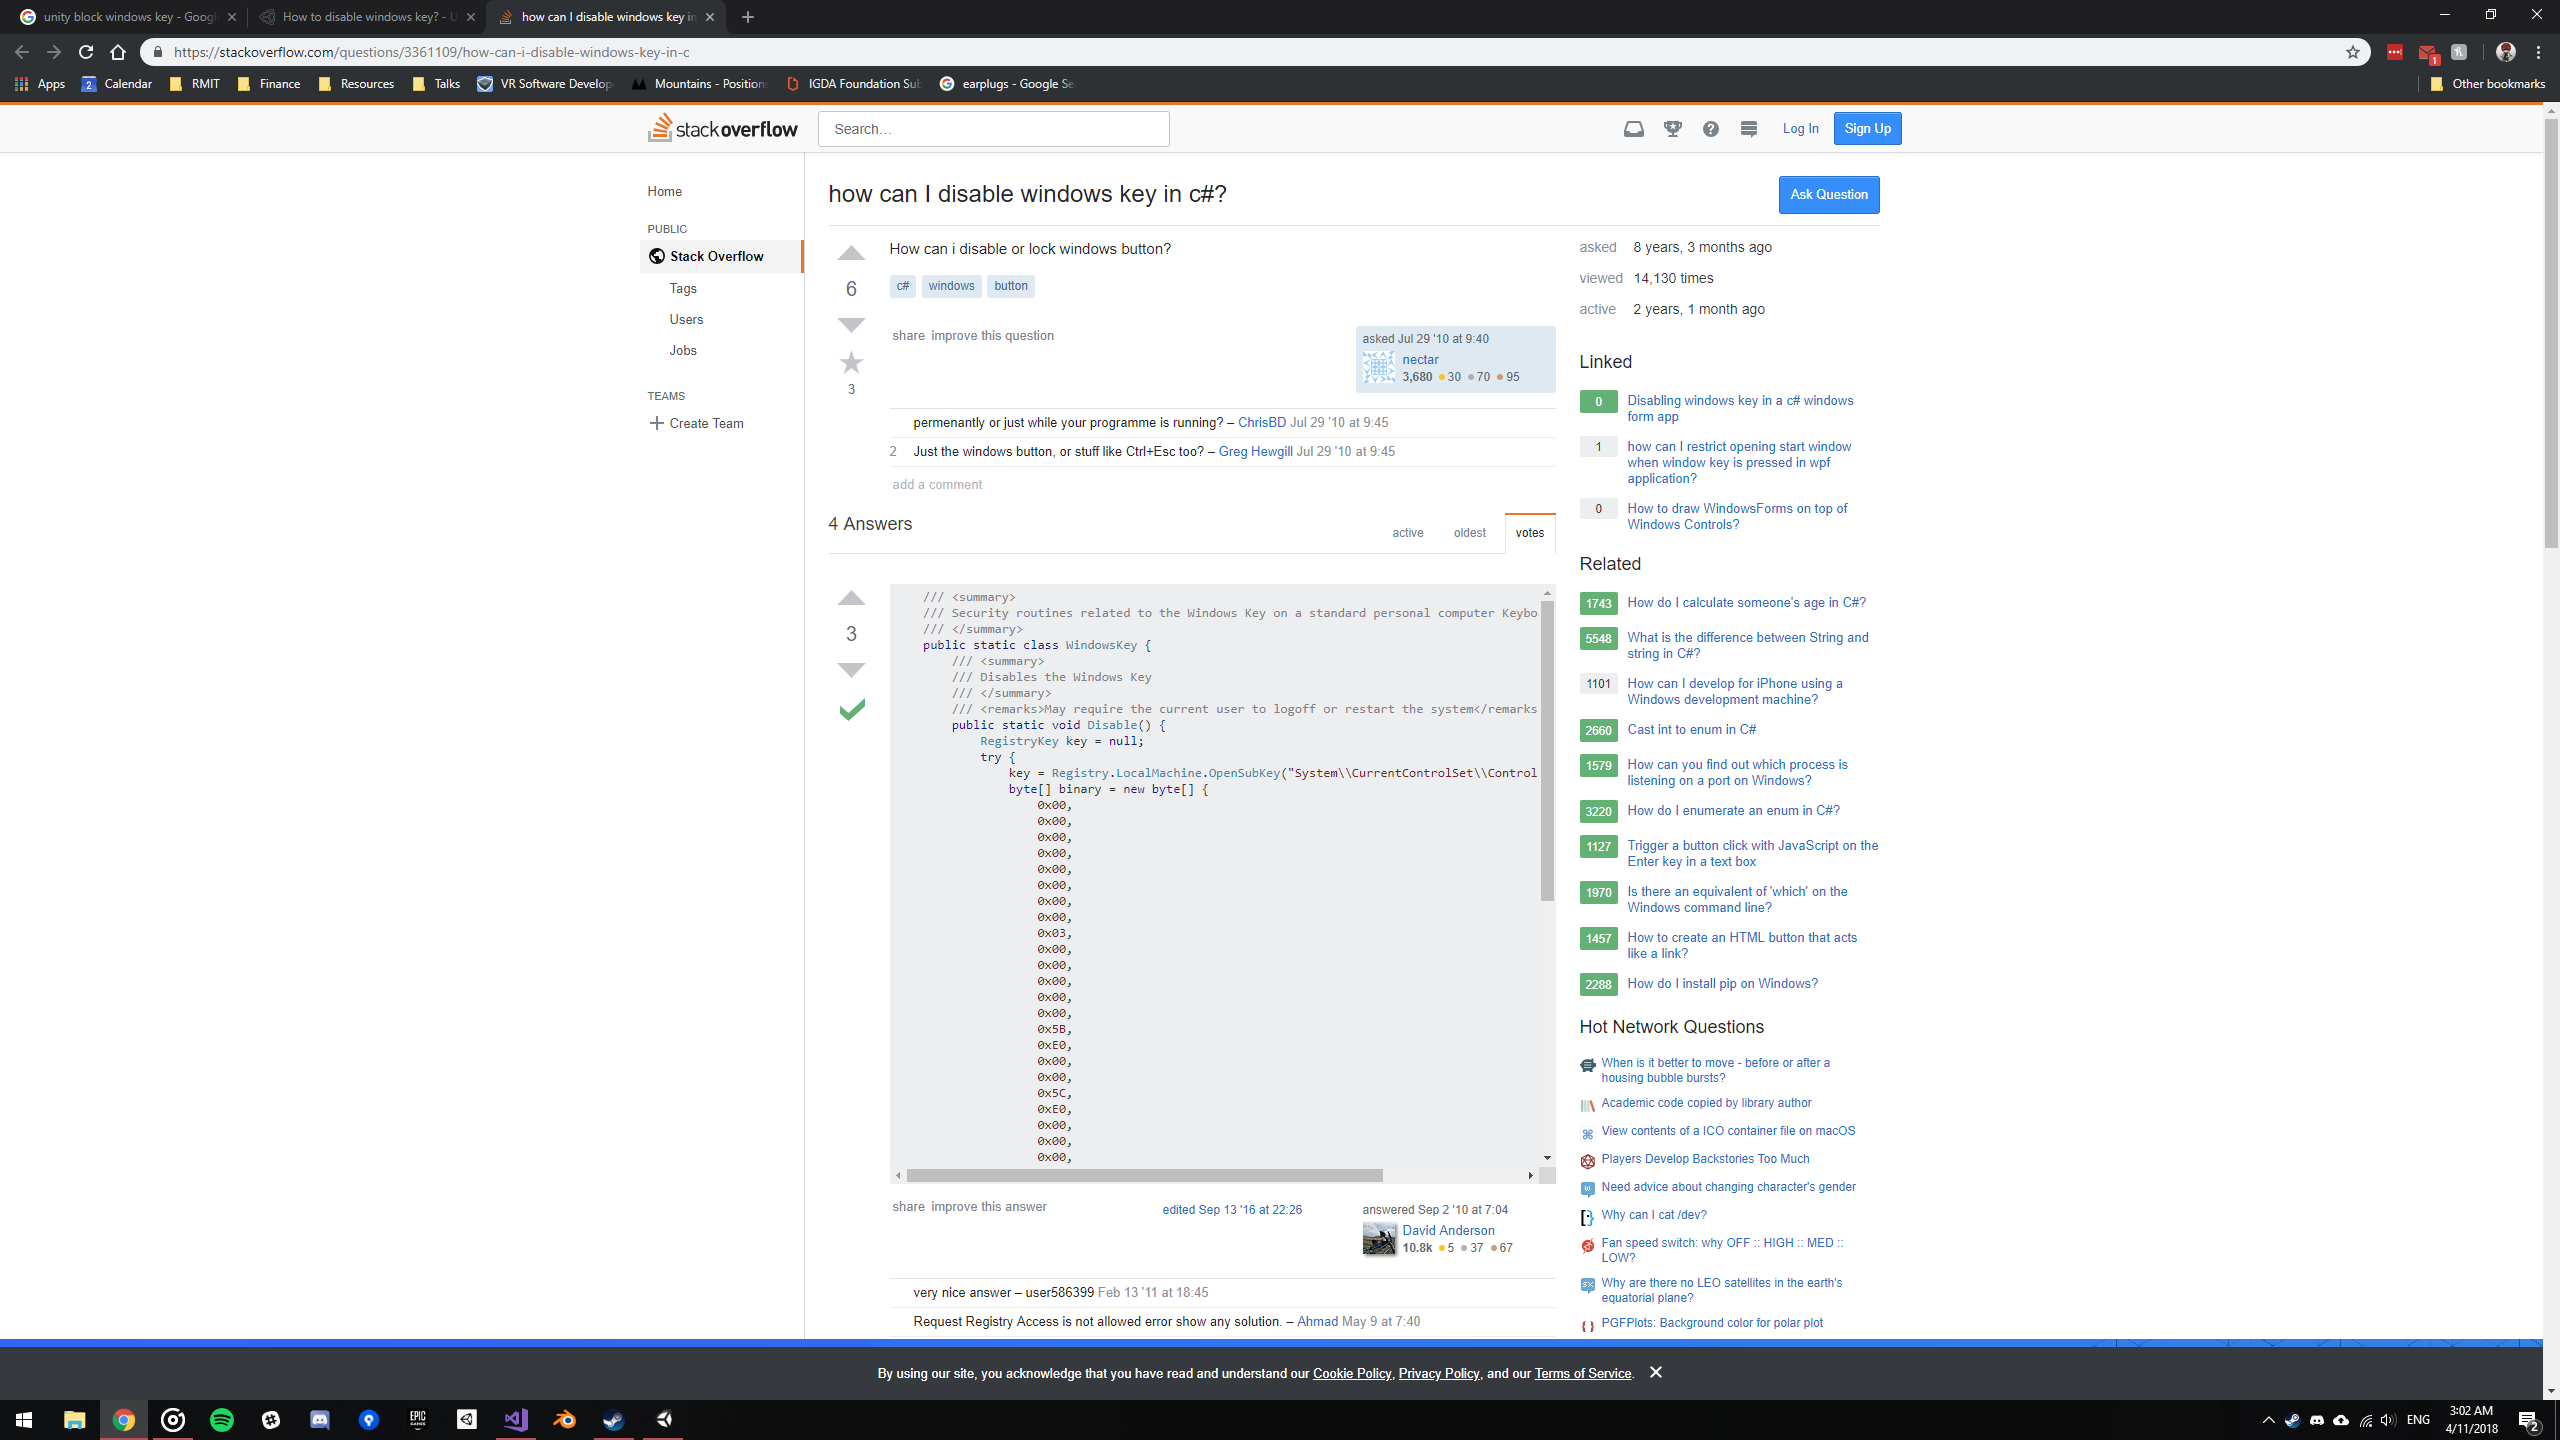 unity block windows key - Googl
How to disable windows key? - U
how can I disable windows key in
https://stackoverflow.com/questions/3361109/how-can-i-disable-windows-key-in-c
1
Apps
2
Calendar
RMIT
Finance
Resources
Talks
VR Software Develop
Mountains - Position
IGDA Foundation Sub
earplugs - Google Se
Other bookmarks
stackoverflow
Search…
Log In
Sign Up
Home
PUBLIC
Stack Overflow
Tags
Users
Jobs
TEAMS
Create Team
how can I disable windows key in c#?
Ask Question
6
3
How can i disable or lock windows button?
c# windows button
share improve this question
asked Jul 29 '10 at 9:40
nectar
3,680 30 70 95
permenantly or just while your programme is running? – ChrisBD Jul 29 '10 at 9:45
2 Just the windows button, or stuff like Ctrl+Esc too? – Greg Hewgill Jul 29 '10 at 9:45
add a comment
4 Answers
active oldest votes
3
/// <summary>
/// Security routines related to the Windows Key on a standard personal computer Keybo
/// </summary>
public static class WindowsKey {
/// <summary>
/// Disables the Windows Key
/// </summary>
/// <remarks>May require the current user to logoff or restart the system</remarks
public static void Disable() {
RegistryKey key = null;
try {
key = Registry.LocalMachine.OpenSubKey("System\\CurrentControlSet\\Control
byte[] binary = new byte[] {
0x00,
0x00,
0x00,
0x00,
0x00,
0x00,
0x00,
0x00,
0x03,
0x00,
0x00,
0x00,
0x00,
0x00,
0x5B,
0xE0,
0x00,
0x00,
0x5C,
0xE0,
0x00,
0x00,
0x00,
share improve this answer
edited Sep 13 '16 at 22:26
answered Sep 2 '10 at 7:04
David Anderson
10.8k 5 37 67
very nice answer – user586399 Feb 13 '11 at 18:45
Request Registry Access is not allowed error show any solution. – Ahmad May 9 at 7:40
asked 8 years, 3 months ago
viewed 14,130 times
active 2 years, 1 month ago
Linked
0 Disabling windows key in a c# windows
form app
1 how can I restrict opening start window
when window key is pressed in wpf
application?
0 How to draw WindowsForms on top of
Windows Controls?
Related
1743 How do I calculate someone's age in C#?
5548 What is the difference between String and
string in C#?
1101 How can I develop for iPhone using a
Windows development machine?
2660 Cast int to enum in C#
1579 How can you find out which process is
listening on a port on Windows?
3220 How do I enumerate an enum in C#?
1127 Trigger a button click with JavaScript on the
Enter key in a text box
1970 Is there an equivalent of 'which' on the
Windows command line?
1457 How to create an HTML button that acts
like a link?
2288 How do I install pip on Windows?
Hot Network Questions
When is it better to move - before or after a
housing bubble bursts?
Academic code copied by library author
View contents of a ICO container file on macOS
Players Develop Backstories Too Much
Need advice about changing character's gender
Why can I cat /dev?
Fan speed switch: why OFF :: HIGH :: MED ::
LOW?
Why are there no LEO satellites in the earth's
equatorial plane?
PGFPlots: Background color for polar plot
By using our site, you acknowledge that you have read and understand our Cookie Policy, Privacy Policy, and our Terms of Service.
EPIC
GAMES
ENG
3:02 AM
4/11/2018
2